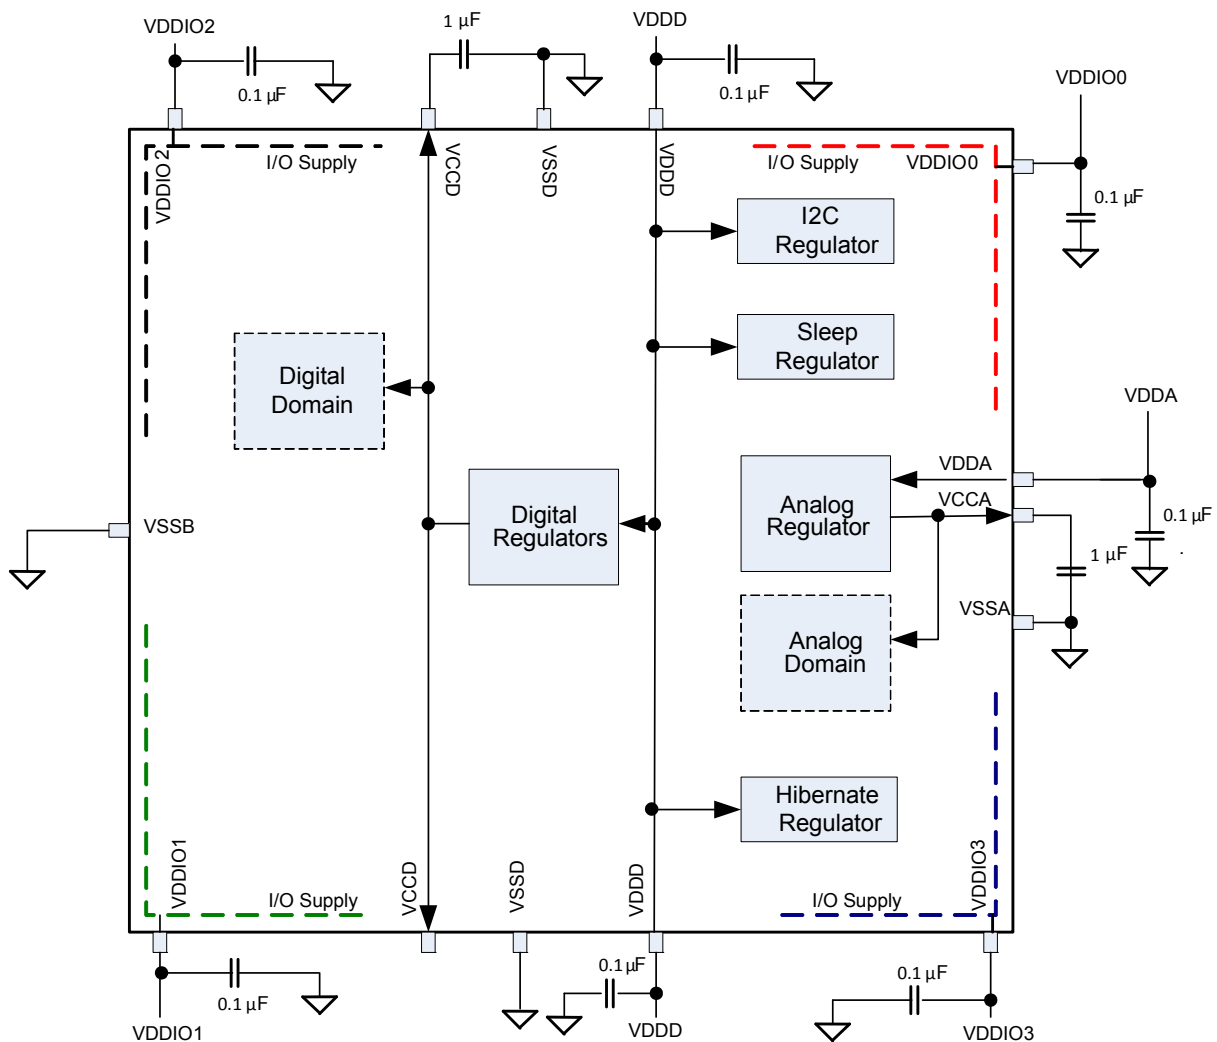 VDDIO2
1 µF
VDDD
0.1 µF
0.1 µF
VDDIO0
I/O Supply
I/O Supply
VDDIO0
VDDIO 2
VCCD
VSSD
VDDD
0.1 µF
I2C
Regulator
Sleep
Regulator
Digital
Domain
VDDA
VDDA
VCCA
Analog
Regulator
Digital
Regulators
VSSB
0.1 µF
.
1 µF
VSSA
Analog
Domain
Hibernate
Regulator
VDDIO1
VCCD
VSSD
VDDD
VDDIO3
I/O Supply
I/O Supply
0.1 µF
0.1 µF
0.1 µF
VDDIO1
VDDD
VDDIO3